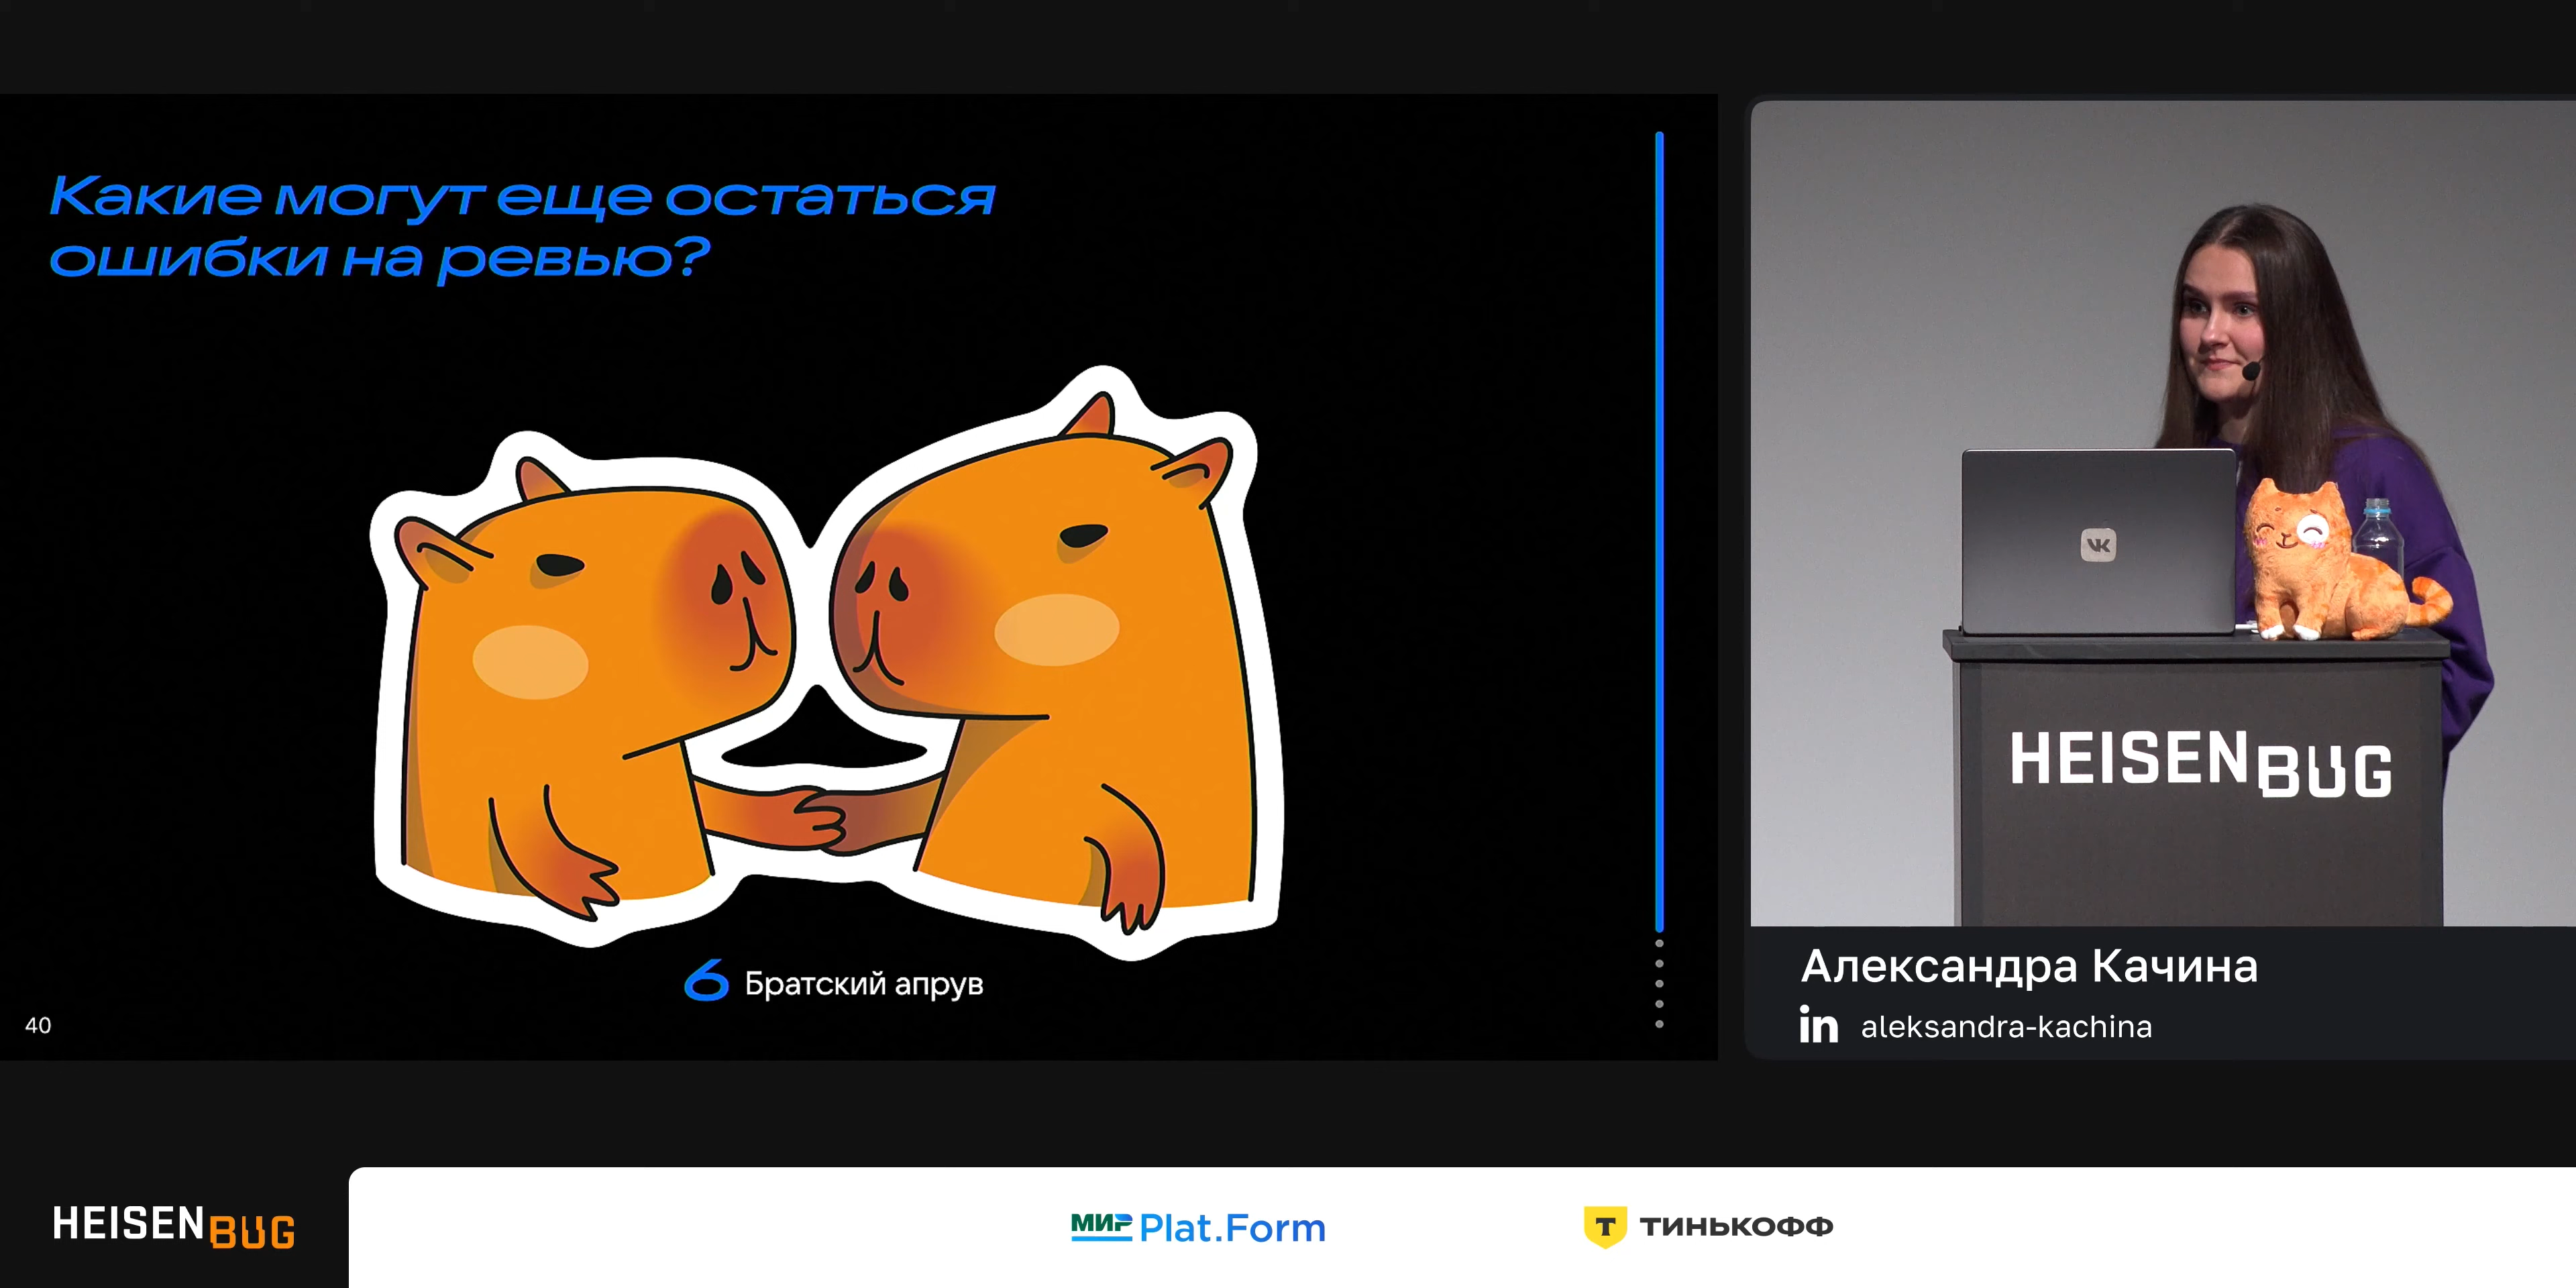 Какие могут еще остаться
ошибки на ревью?
6 Братский апрув
40
VK
HEISENBUG
Александра Качина
in aleksandra-kachina
HEISENBUG
МИР Plat.Form
Т ТИНЬКОФФ